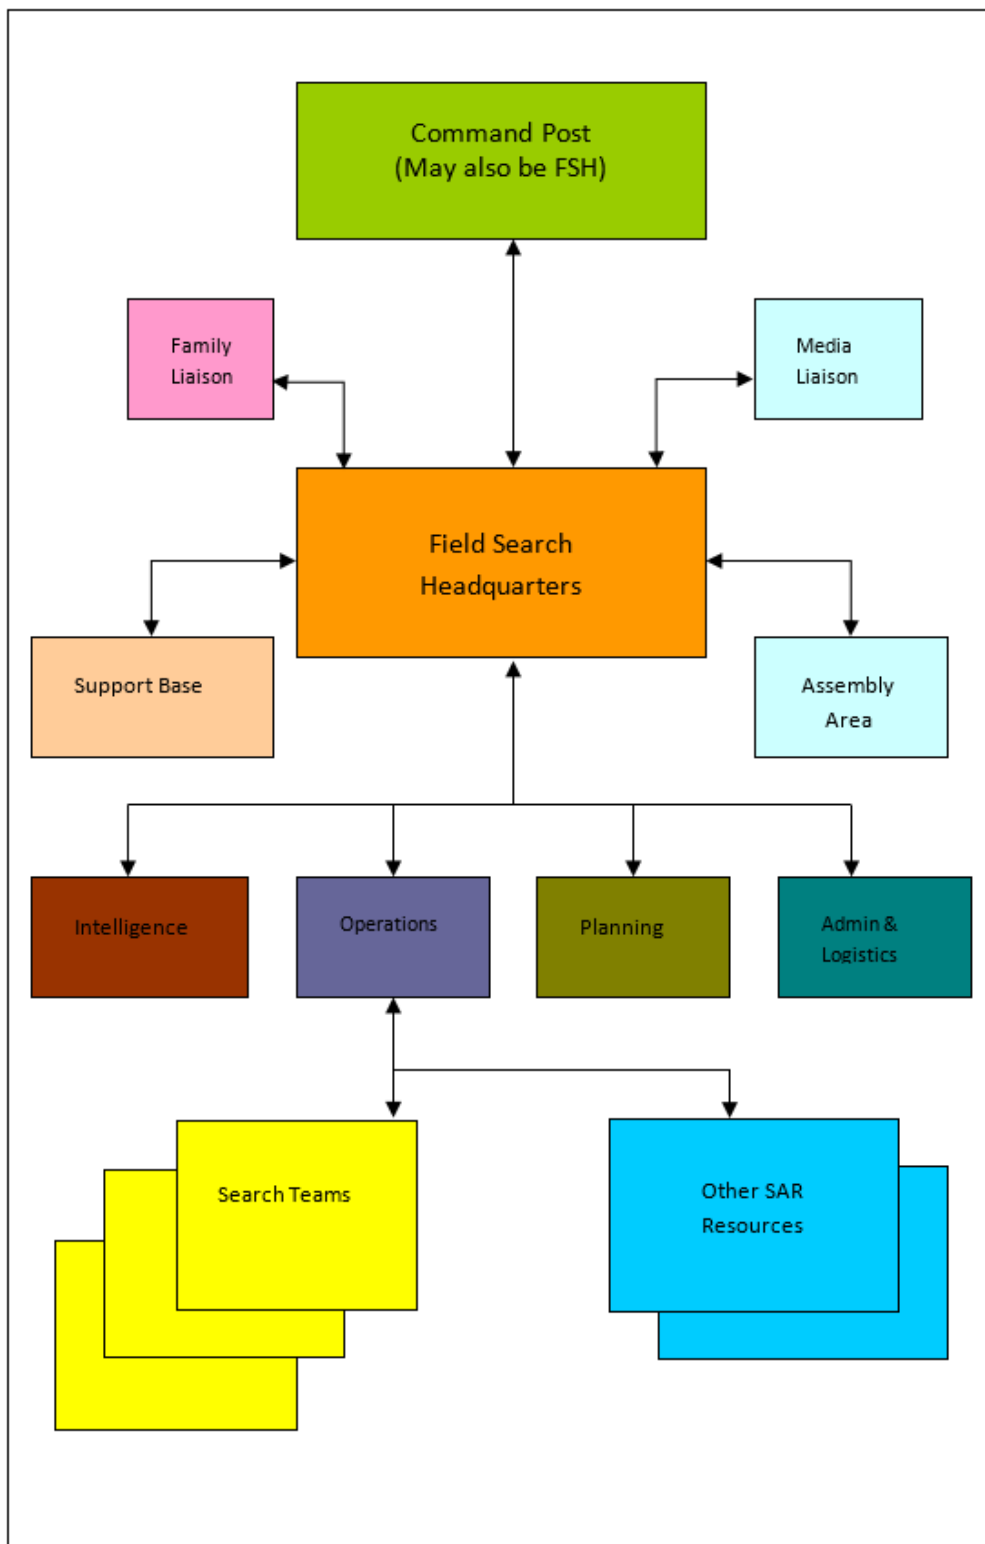 Command Post
(May also be FSH)
Family
Liaison
Media
Liaison
Field Search
Headquarters
Support Base
Assembly
Area
Intelligence
Operations
Planning
Admin &
Logistics
Search Teams
Other SAR
Resources